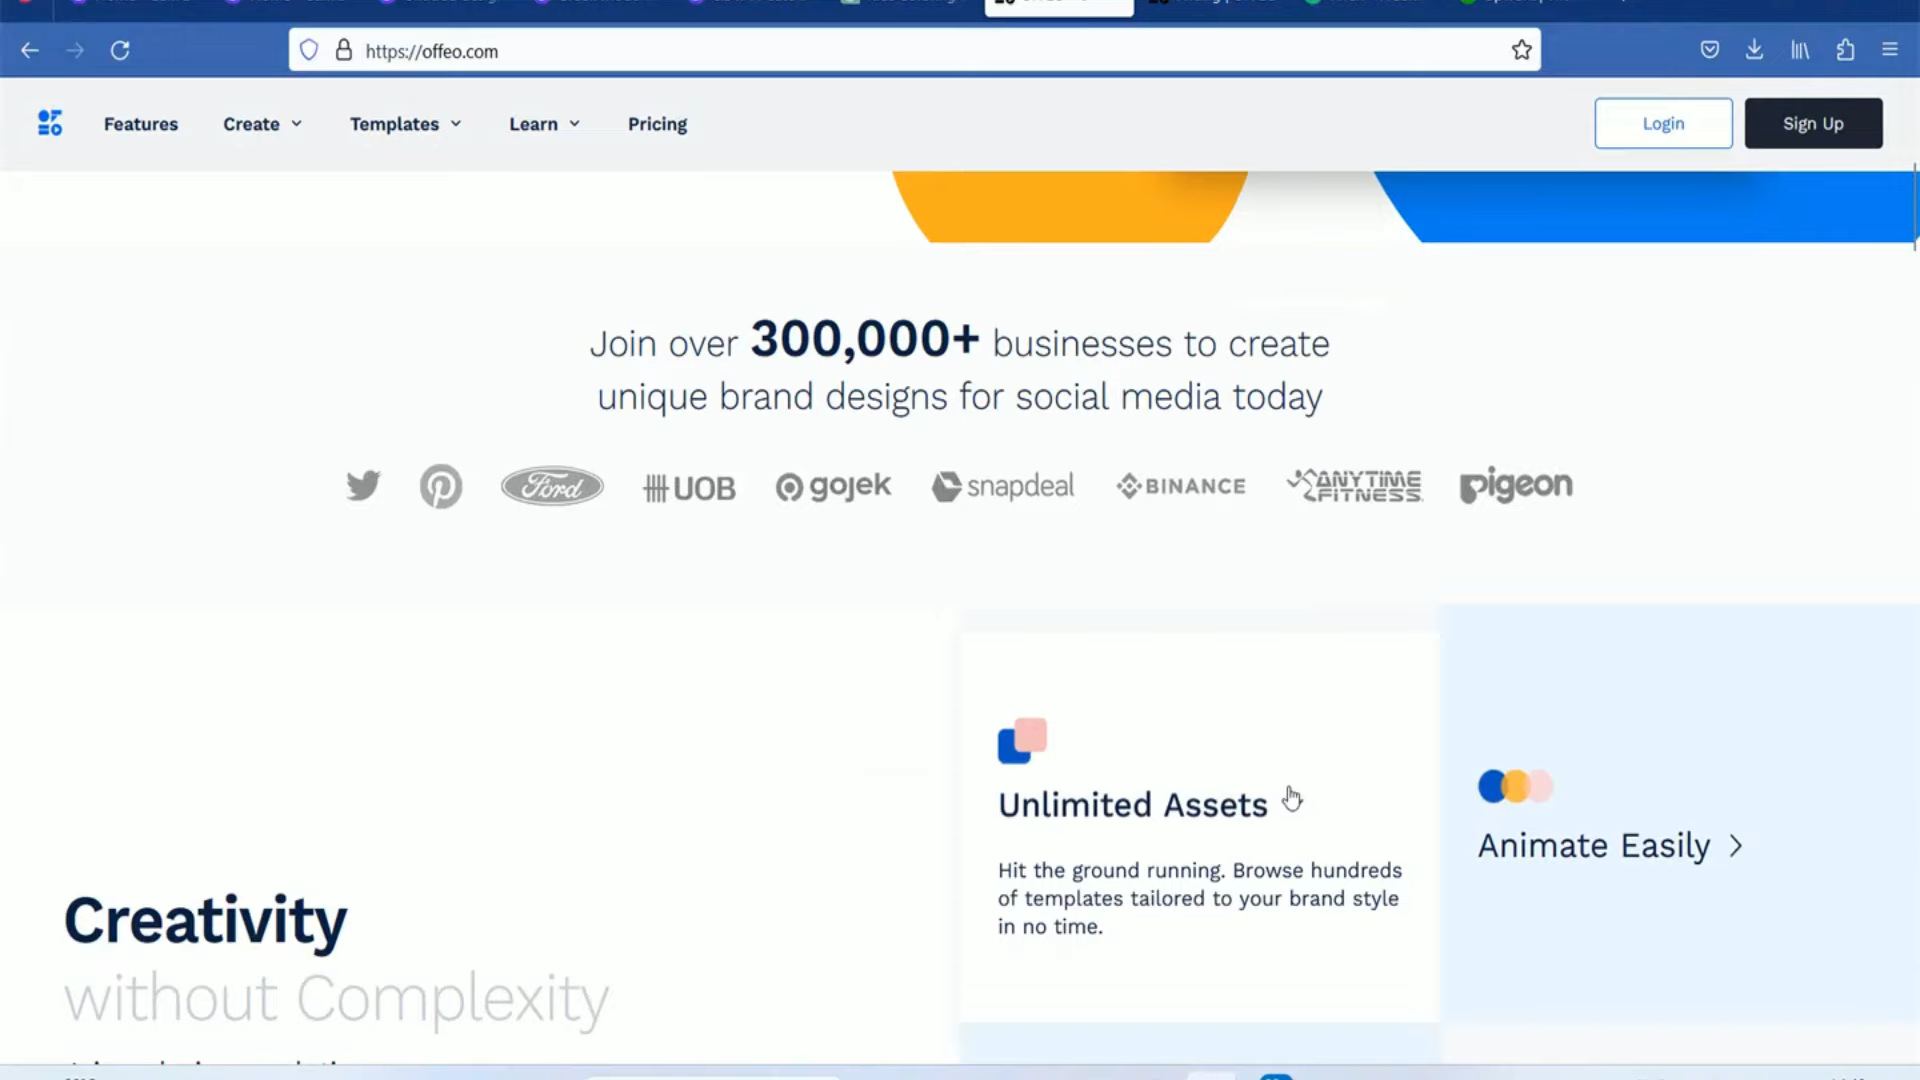 https://offeo.com
Features Create Templates Learn Pricing Login Sign Up
Join over 300,000+ businesses to create
unique brand designs for social media today
Ford UOB gojek snapdeal BINANCE ANYTIME FITNESS pigeon
Unlimited Assets
Hit the ground running. Browse hundreds
of templates tailored to your brand style
in no time.
Animate Easily
Creativity
without Complexity